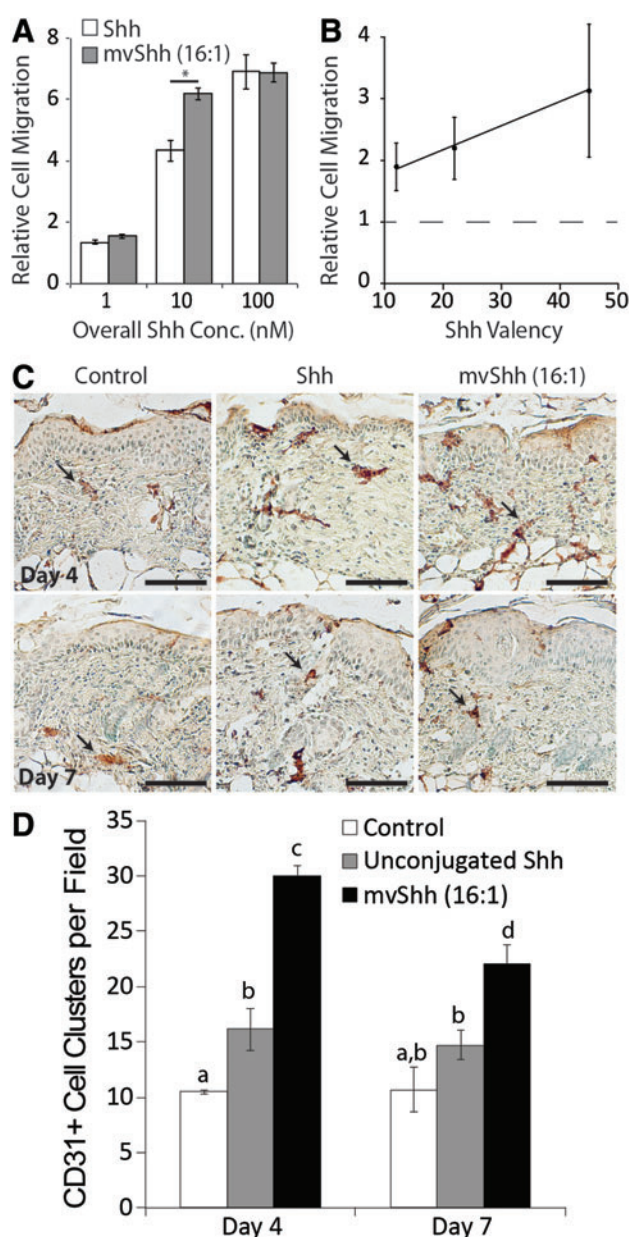 A
Shh
mvShh (16:1)
*
Relative Cell Migration
8
6
4
2
0
1
10
100
Overall Shh Conc. (nM)
B
Relative Cell Migration
4
3
2
1
0
10
20
30
40
50
Shh Valency
C
Control
Shh
mvShh (16:1)
Day 4
Day 7
D
Control
Unconjugated Shh
mvShh (16:1)
CD31+ Cell Clusters per Field
35
30
25
20
15
10
5
0
a
b
c
a,b
b
d
Day 4
Day 7